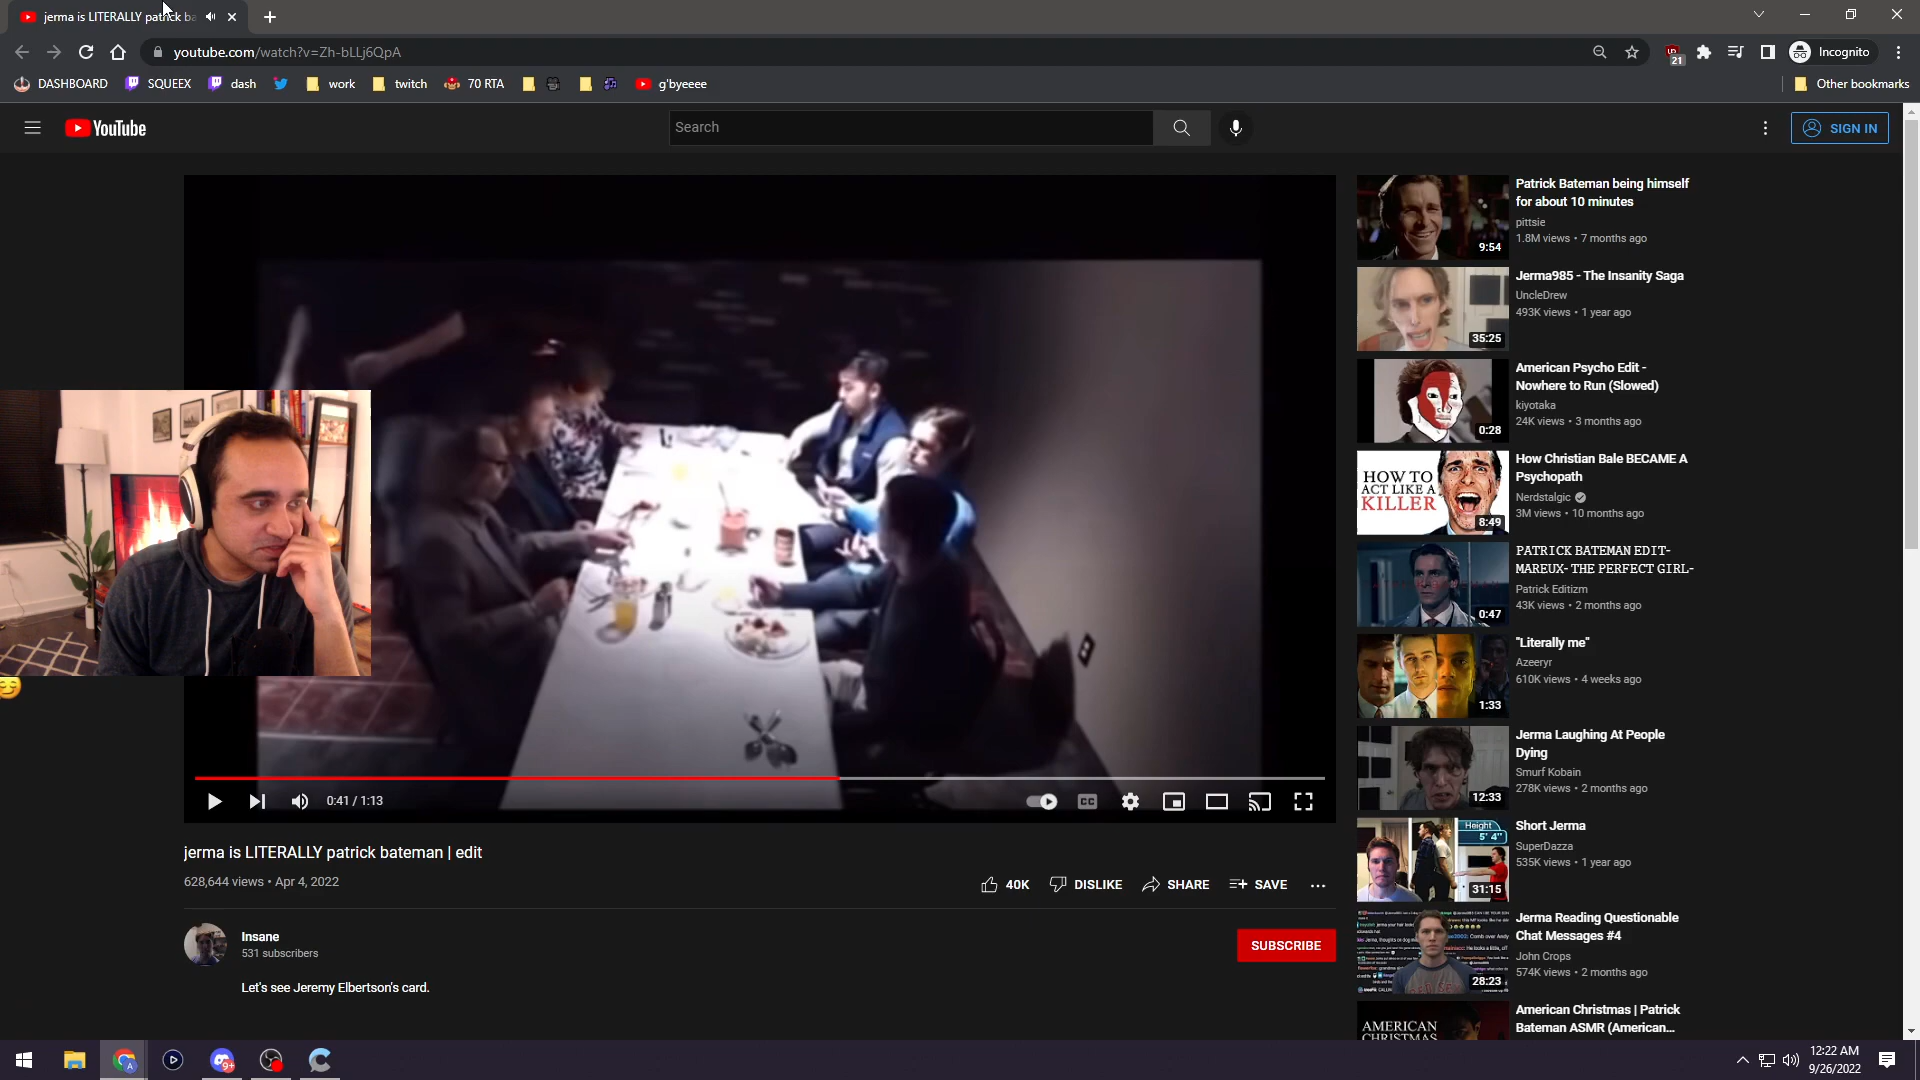 jerma is LITERALLY patrick ba
youtube.com/watch?v=Zh-bLLj6QpA
21
Incognito
DASHBOARD
SQUEEX
dash
work
twitch
70 RTA
g'byeeee
Other bookmarks
YouTube
Search
SIGN IN
Patrick Bateman being himself
for about 10 minutes
pittsie
1.8M views • 7 months ago
9:54
Jerma985 - The Insanity Saga
UncleDrew
493K views • 1 year ago
35:25
American Psycho Edit -
Nowhere to Run (Slowed)
kiyotaka
24K views • 3 months ago
0:28
HOW TO
ACT LIKE A
KILLER
8:49
How Christian Bale BECAME A
Psychopath
Nerdstalgic
3M views • 10 months ago
PATRICK BATEMAN EDIT-
MAREUX- THE PERFECT GIRL-
Patrick Editizm
43K views • 2 months ago
0:47
"Literally me"
Azeeryr
610K views • 4 weeks ago
1:33
Jerma Laughing At People
Dying
Smurf Kobain
278K views • 2 months ago
12:33
Height
5' 4"
31:15
Short Jerma
SuperDazza
535K views • 1 year ago
Jerma Reading Questionable
Chat Messages #4
John Crops
574K views • 2 months ago
28:23
AMERICAN
CHRISTMAS
American Christmas | Patrick
Bateman ASMR (American...
0:41 / 1:13
CC
jerma is LITERALLY patrick bateman | edit
628,644 views • Apr 4, 2022
40K
DISLIKE
SHARE
SAVE
Insane
531 subscribers
SUBSCRIBE
Let's see Jeremy Elbertson's card.
A
9+
12:22 AM
9/26/2022